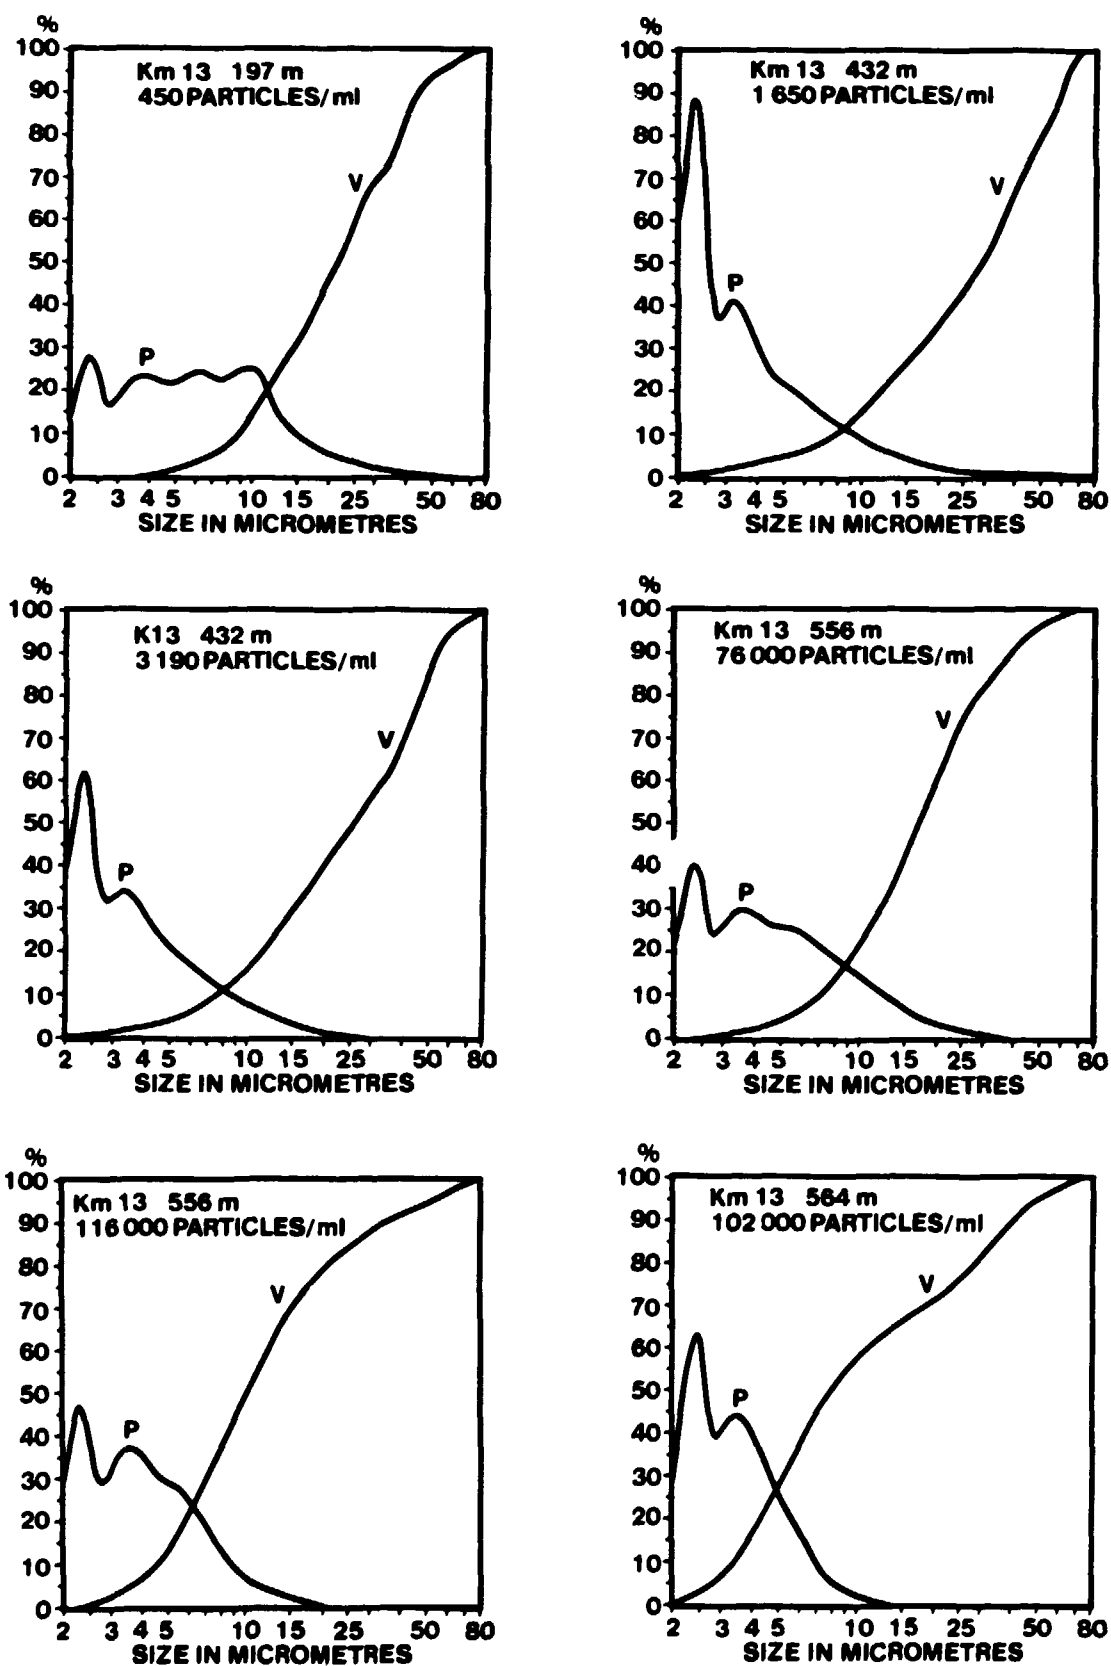 %
100
Km 13 197 m
450 PARTICLES/ml
90
80
70
V
60
50
40
30
P
20
10
0
2 3 4 5 10 15 25 50 80
SIZE IN MICROMETRES
%
100
Km 13 432 m
1 650 PARTICLES/ml
90
80
70
V
60
50
40
P
30
20
10
0
2 3 4 5 10 15 25 50 80
SIZE IN MICROMETRES
%
100
K13 432 m
3 190 PARTICLES/ml
90
80
70
V
60
50
40
P
30
20
10
0
2 3 4 5 10 15 25 50 80
SIZE IN MICROMETRES
%
100
Km 13 556 m
76 000 PARTICLES/ml
90
80
V
70
60
50
40
P
30
20
10
0
2 3 4 5 10 15 25 50 80
SIZE IN MICROMETRES
%
100
Km 13 556 m
116 000 PARTICLES/ml
90
80
V
70
60
50
40
P
30
20
10
0
2 3 4 5 10 15 25 50 80
SIZE IN MICROMETRES
%
100
Km 13 564 m
102 000 PARTICLES/ml
90
80
V
70
60
50
P
40
30
20
10
0
2 3 4 5 10 15 25 50 80
SIZE IN MICROMETRES